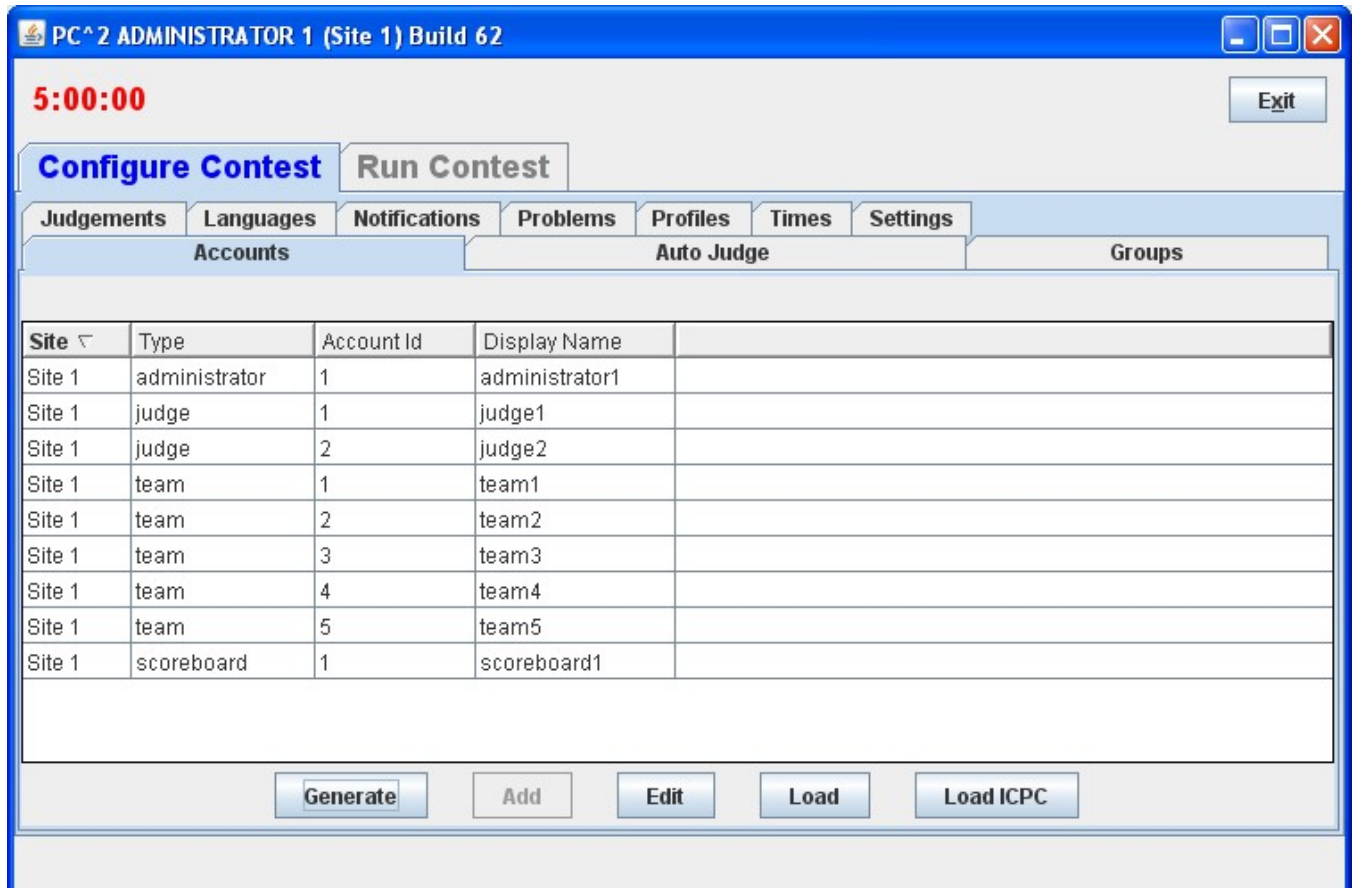 PC^2 ADMINISTRATOR 1 (Site 1) Build 62
5:00:00 Exit
Configure Contest Run Contest
Judgements Languages Notifications Problems Profiles Times Settings
Accounts Auto Judge Groups
Site Type Account Id Display Name
Site 1 administrator 1 administrator1
Site 1 judge 1 judge1
Site 1 judge 2 judge2
Site 1 team 1 team1
Site 1 team 2 team2
Site 1 team 3 team3
Site 1 team 4 team4
Site 1 team 5 team5
Site 1 scoreboard 1 scoreboard1
Generate Add Edit Load Load ICPC